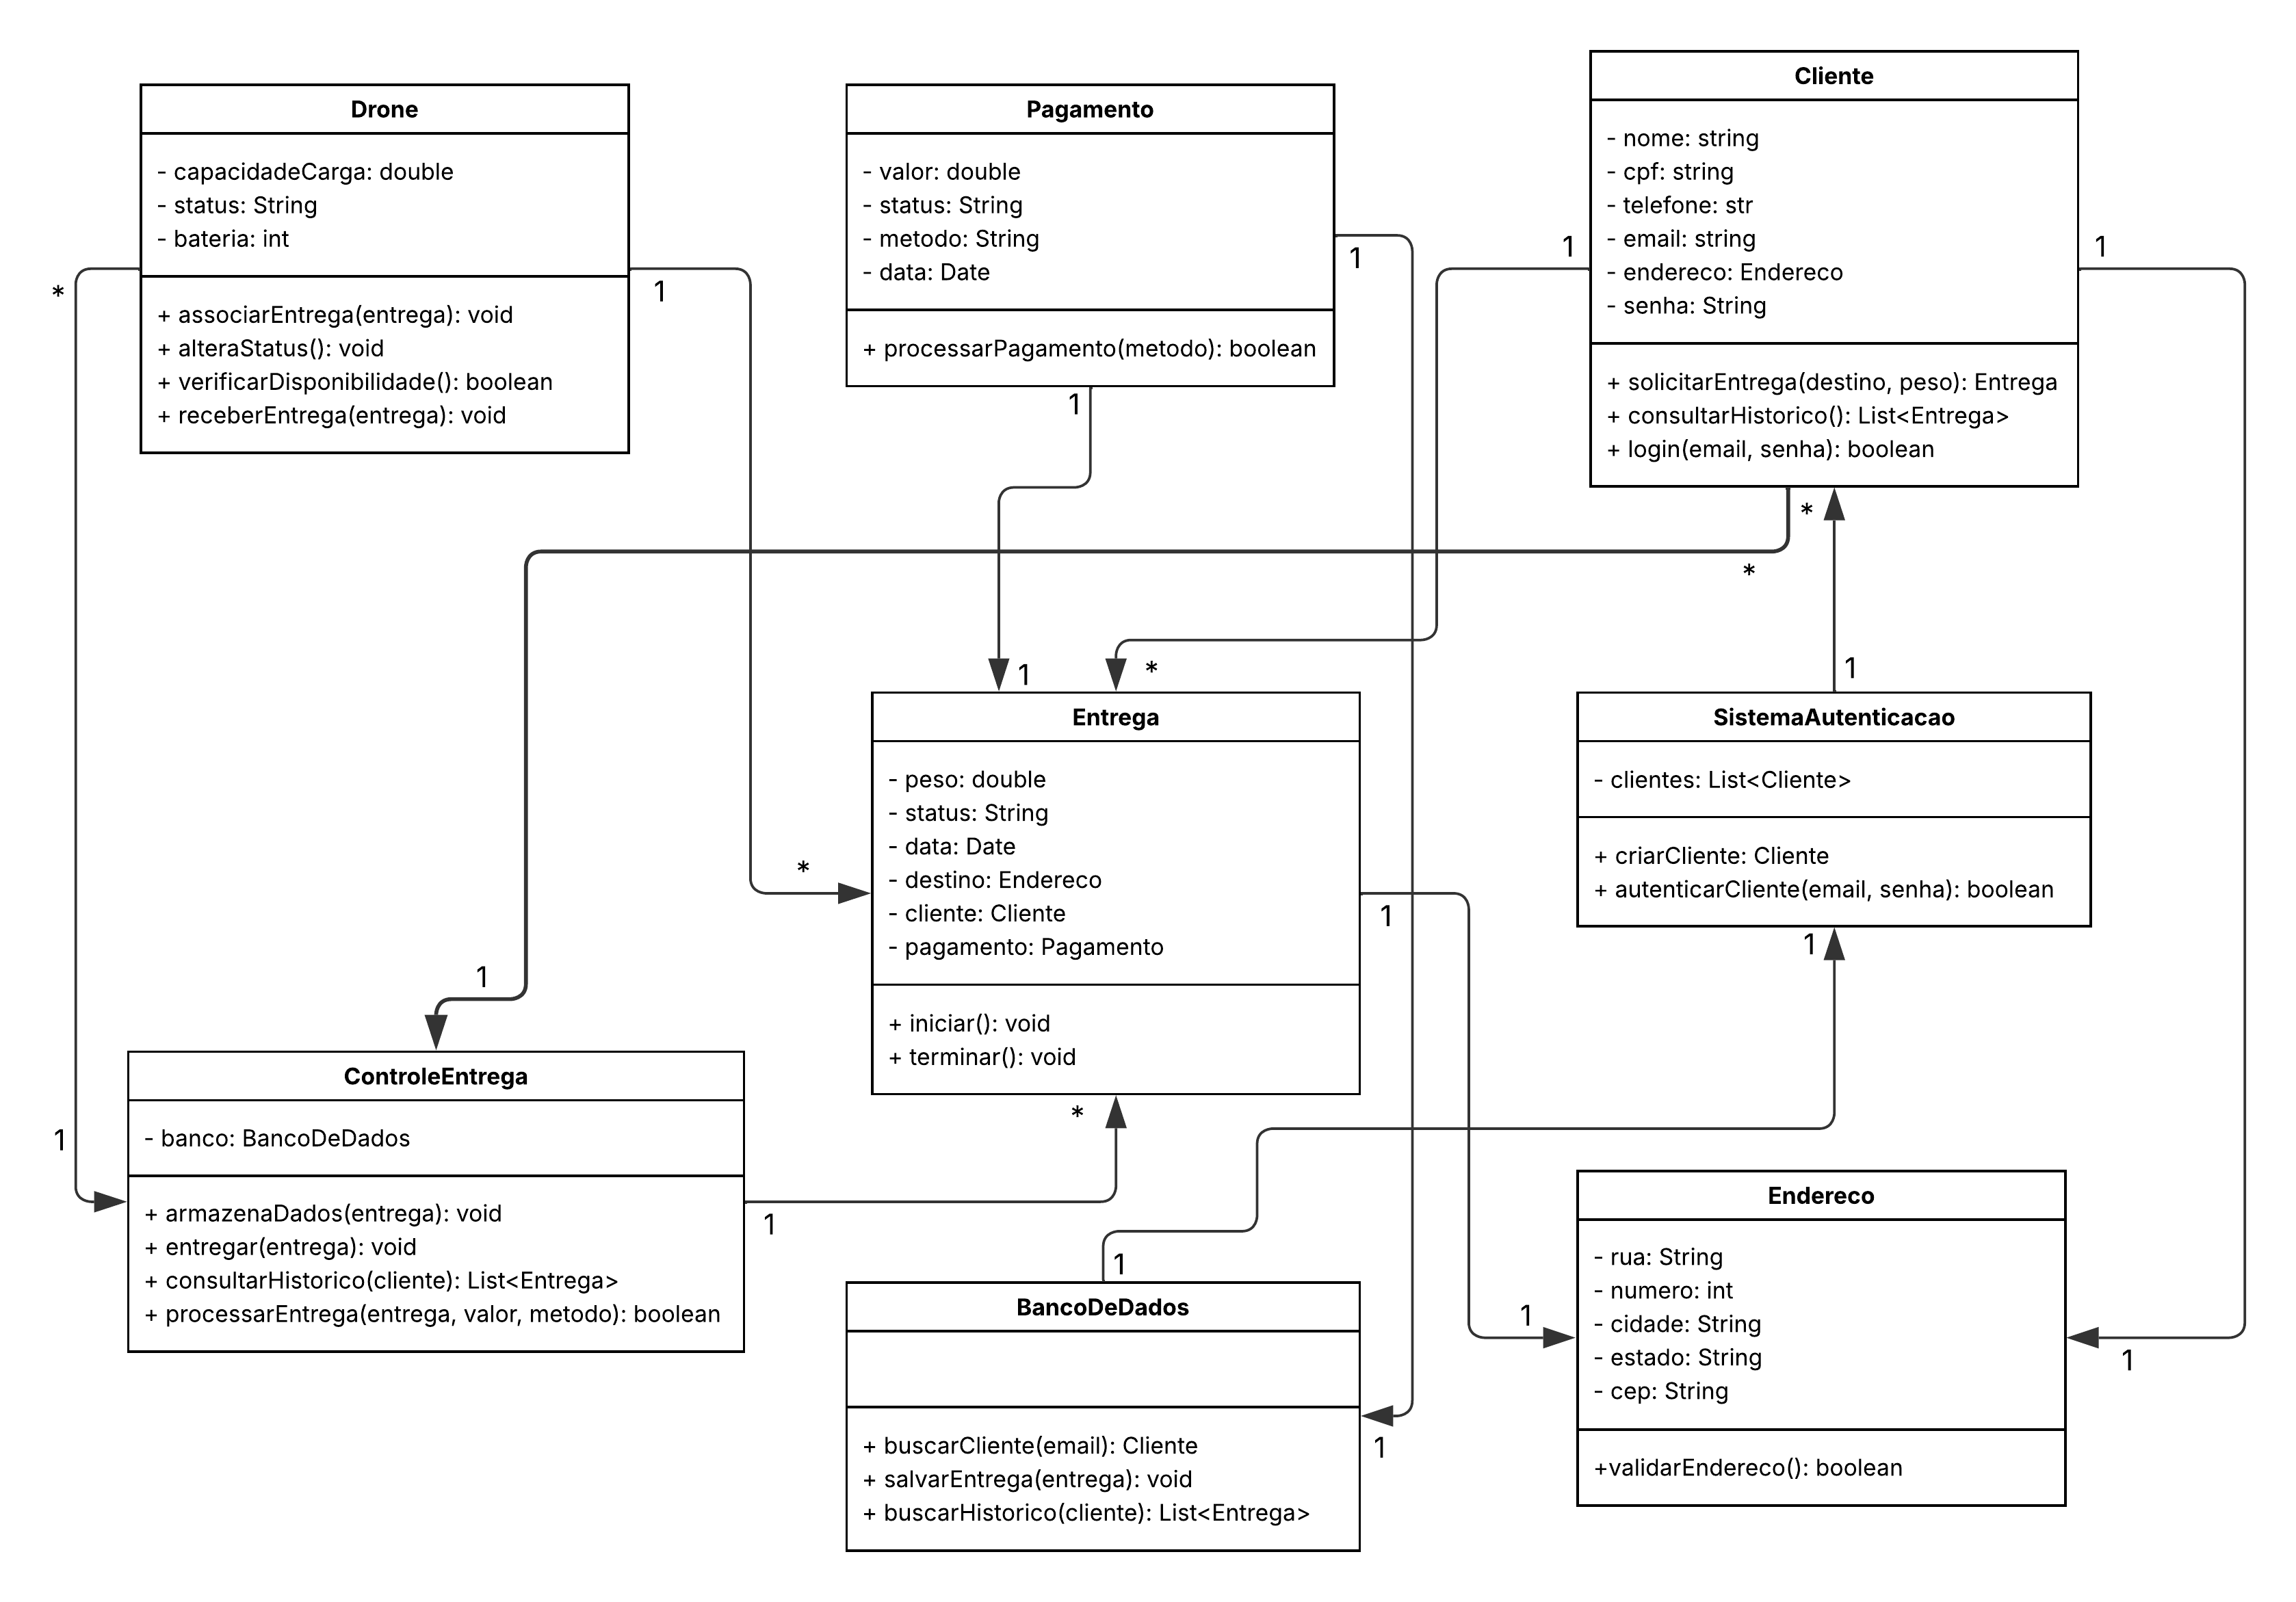 Drone
- capacidadeCarga: double
- status: String
- bateria: int
+ associarEntrega(entrega): void
+ alteraStatus(): void
+ verificarDisponibilidade(): boolean
+ receberEntrega(entrega): void
*
1
Pagamento
- valor: double
- status: String
- metodo: String
- data: Date
+ processarPagamento(metodo): boolean
1
1
Cliente
- nome: string
- cpf: string
- telefone: str
- email: string
- endereco: Endereco
- senha: String
+ solicitarEntrega(destino, peso): Entrega
+ consultarHistorico(): List<Entrega>
+ login(email, senha): boolean
1
1
*
*
1
*
1
*
Entrega
- peso: double
- status: String
- data: Date
- destino: Endereco
- cliente: Cliente
- pagamento: Pagamento
+ iniciar(): void
+ terminar(): void
1
*
SistemaAutenticacao
- clientes: List<Cliente>
+ criarCliente: Cliente
+ autenticarCliente(email, senha): boolean
1
1
1
ControleEntrega
- banco: BancoDeDados
+ armazenaDados(entrega): void
+ entregar(entrega): void
+ consultarHistorico(cliente): List<Entrega>
+ processarEntrega(entrega, valor, metodo): boolean
1
1
BancoDeDados
+ buscarCliente(email): Cliente
+ salvarEntrega(entrega): void
+ buscarHistorico(cliente): List<Entrega>
1
1
Endereco
- rua: String
- numero: int
- cidade: String
- estado: String
- cep: String
+validarEndereco(): boolean
1